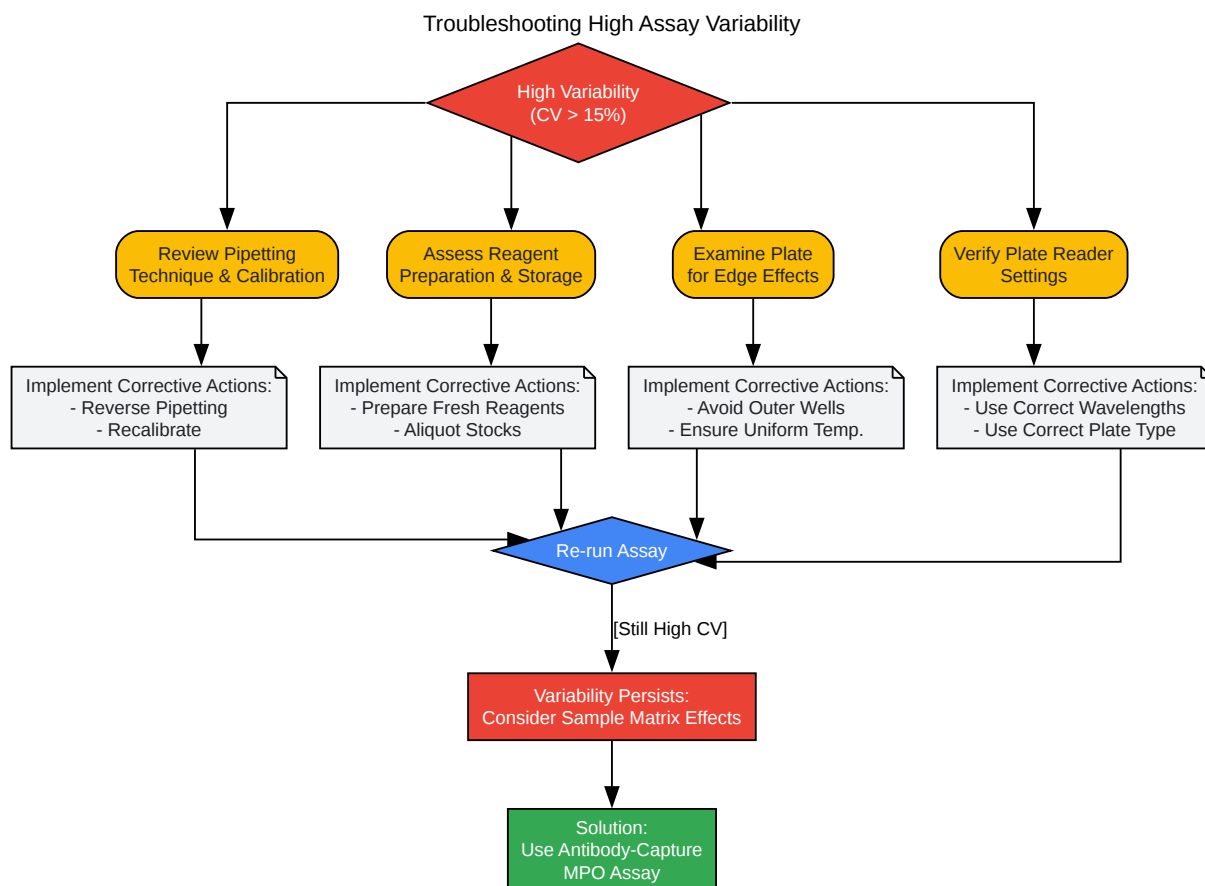 Troubleshooting High Assay Variability
High Variability
(CV > 15%)
Review Pipetting
Technique & Calibration
Assess Reagent
Preparation & Storage
Examine Plate
for Edge Effects
Verify Plate Reader
Settings
Implement Corrective Actions:
- Reverse Pipetting
- Recalibrate
Implement Corrective Actions:
- Prepare Fresh Reagents
- Aliquot Stocks
Implement Corrective Actions:
- Avoid Outer Wells
- Ensure Uniform Temp.
Implement Corrective Actions:
- Use Correct Wavelengths
- Use Correct Plate Type
Re-run Assay
[Still High CV]
Variability Persists:
Consider Sample Matrix Effects
Solution:
Use Antibody-Capture
MPO Assay